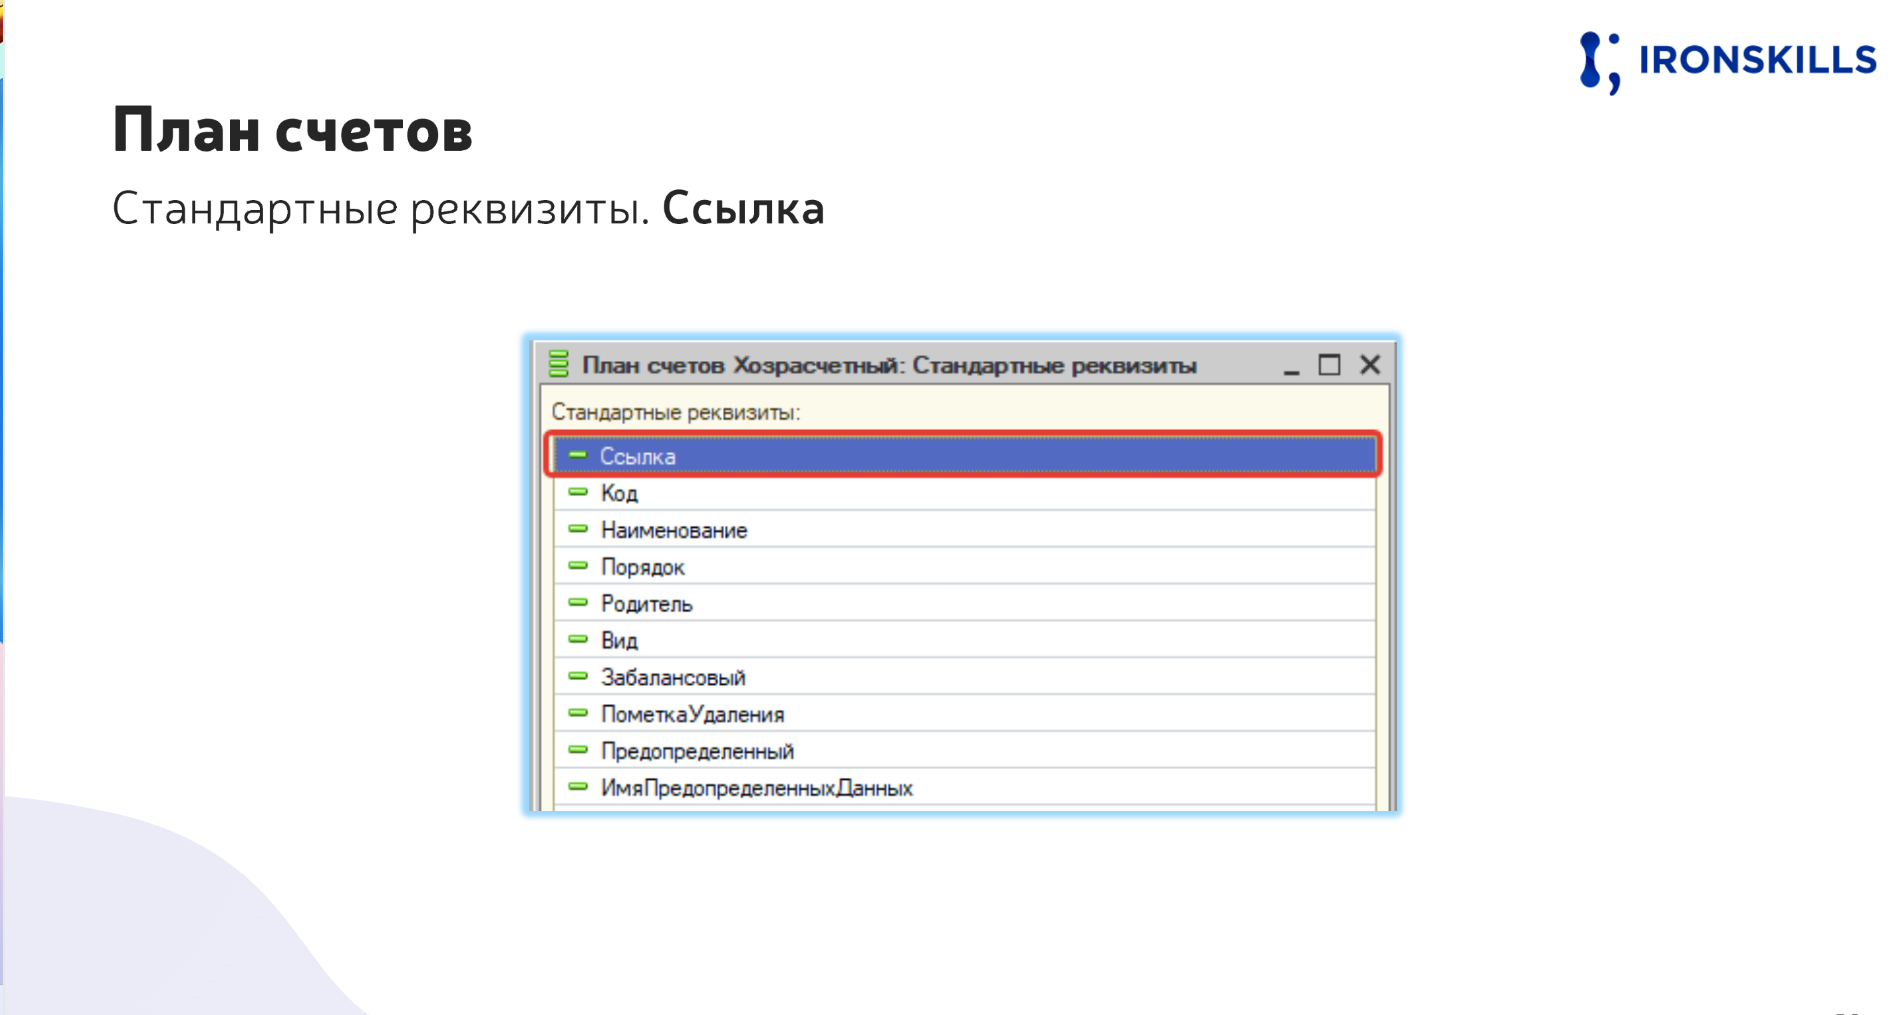 IRONSKILLS
План счетов
Стандартные реквизиты. Ссылка
План счетов Хозрасчетный: Стандартные реквизиты
Стандартные реквизиты:
Ссылка
Код
Наименование
Порядок
Родитель
Вид
Забалансовый
ПометкаУдаления
Предопределенный
ИмяПредопределенныхДанных